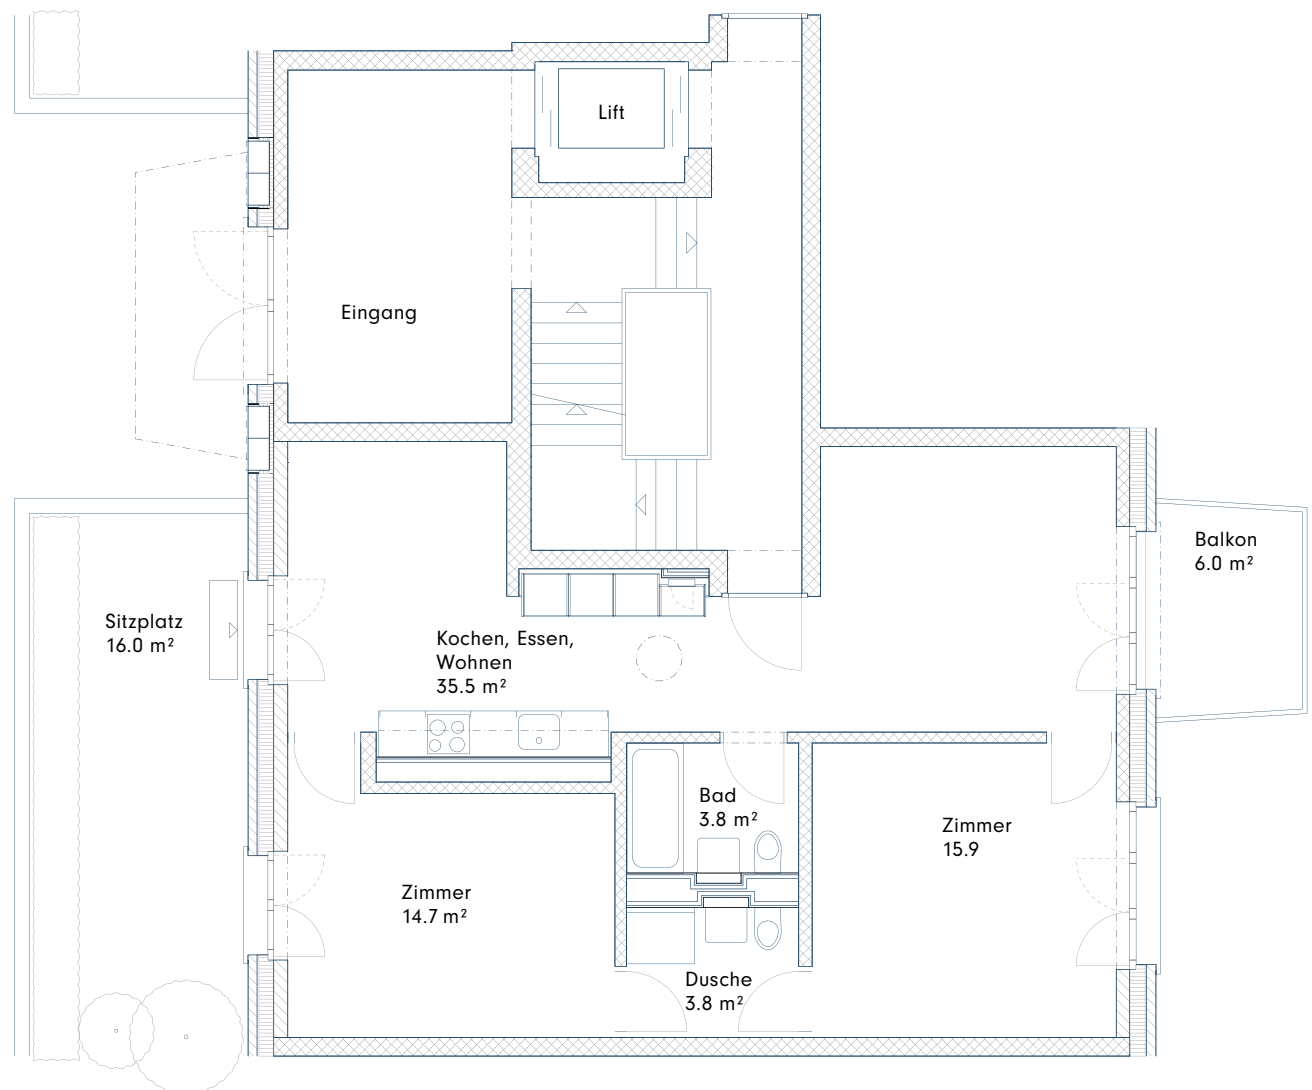 Lift
Eingang
Balkon
6.0 m²
Sitzplatz
16.0 m²
Kochen, Essen,
Wohnen
35.5 m²
Bad
3.8 m²
Zimmer
15.9
Zimmer
14.7 m²
Dusche
3.8 m²